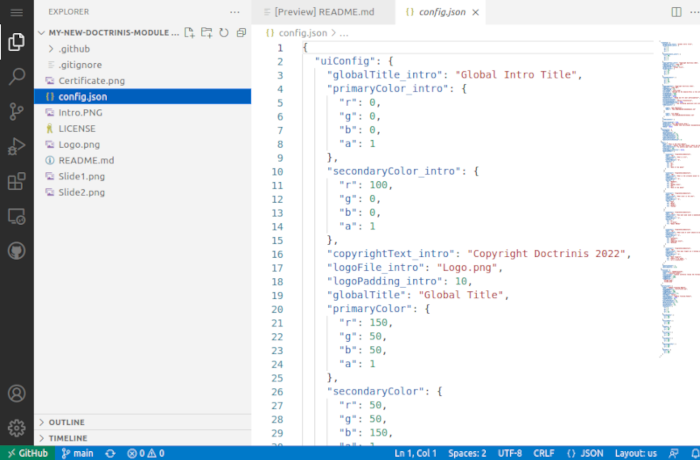 EXPLORER
[Preview] README.md
config.json
MY-NEW-DOCTRINIS-MODULE
.github
.gitignore
Certificate.png
config.json
Intro.PNG
LICENSE
Logo.png
README.md
Slide1.png
Slide2.png
OUTLINE
TIMELINE
{} config.json > ...
1 {
2 "uiConfig": {
3 "globalTitle_intro": "Global Intro Title",
4 "primaryColor_intro": {
5 "r": 0,
6 "g": 0,
7 "b": 0,
8 "a": 1
9 },
10 "secondaryColor_intro": {
11 "r": 100,
12 "g": 0,
13 "b": 0,
14 "a": 1
15 },
16 "copyrightText_intro": "Copyright Doctrinis 2022",
17 "logoFile_intro": "Logo.png",
18 "logoPadding_intro": 10,
19 "globalTitle": "Global Title",
20 "primaryColor": {
21 "r": 150,
22 "g": 50,
23 "b": 50,
24 "a": 1
25 },
26 "secondaryColor": {
27 "r": 50,
28 "g": 50,
29 "b": 150,
GitHub main 0 0 Ln 1, Col 1 Spaces: 2 UTF-8 CRLF {} JSON Layout: us